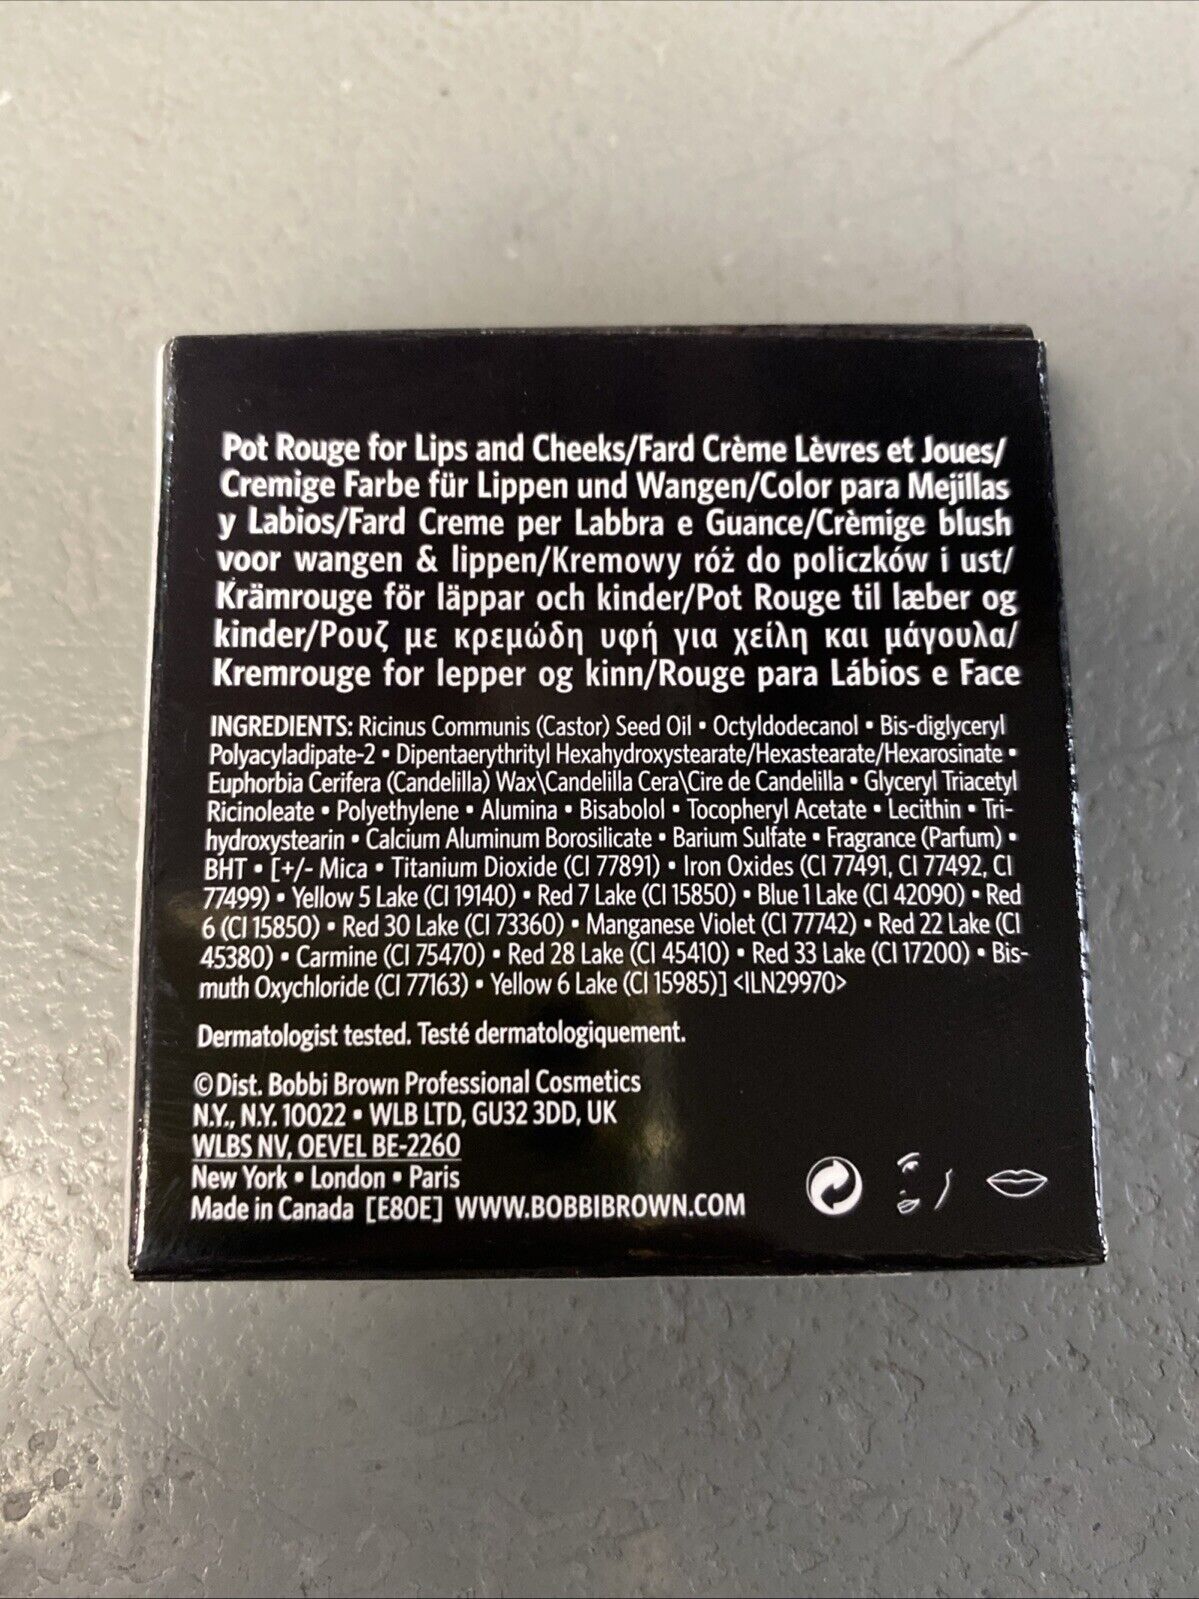 Pot Rouge for Lips and Cheeks/Fard Crème Lèvres et Joues/
Cremige Farbe für Lippen und Wangen/Color para Mejillas
y Labios/Fard Creme per Labbra e Guance/Crèmige blush
voor wangen & lippen/Kremowy róż do policzków i ust/
Krämrouge för läppar och kinder/Pot Rouge til læber og
kinder/Ρουζ με κρεμώδη υφή για χείλη και μάγουλα/
Kremrouge for lepper og kinn/Rouge para Lábios e Face
INGREDIENTS: Ricinus Communis (Castor) Seed Oil • Octyldodecanol • Bis-diglyceryl
Polyacyladipate-2 • Dipentaerythrityl Hexahydroxystearate/Hexastearate/Hexarosinate •
Euphorbia Cerifera (Candelilla) Wax\Candelilla Cera\Cire de Candelilla • Glyceryl Triacetyl
Ricinoleate • Polyethylene • Alumina • Bisabolol • Tocopheryl Acetate • Lecithin • Tri-
hydroxystearin • Calcium Aluminum Borosilicate • Barium Sulfate • Fragrance (Parfum) •
BHT • [+/- Mica • Titanium Dioxide (CI 77891) • Iron Oxides (CI 77491, CI 77492, CI
77499) • Yellow 5 Lake (CI 19140) • Red 7 Lake (CI 15850) • Blue 1 Lake (CI 42090) • Red
6 (CI 15850) • Red 30 Lake (CI 73360) • Manganese Violet (CI 77742) • Red 22 Lake (CI
45380) • Carmine (CI 75470) • Red 28 Lake (CI 45410) • Red 33 Lake (CI 17200) • Bis-
muth Oxychloride (CI 77163) • Yellow 6 Lake (CI 15985)] <ILN29970>
Dermatologist tested. Testé dermatologiquement.
© Dist. Bobbi Brown Professional Cosmetics
N.Y., N.Y. 10022 • WLB LTD, GU32 3DD, UK
WLBS NV, OEVEL BE-2260
New York • London • Paris
Made in Canada [E80E] WWW.BOBBIBROWN.COM